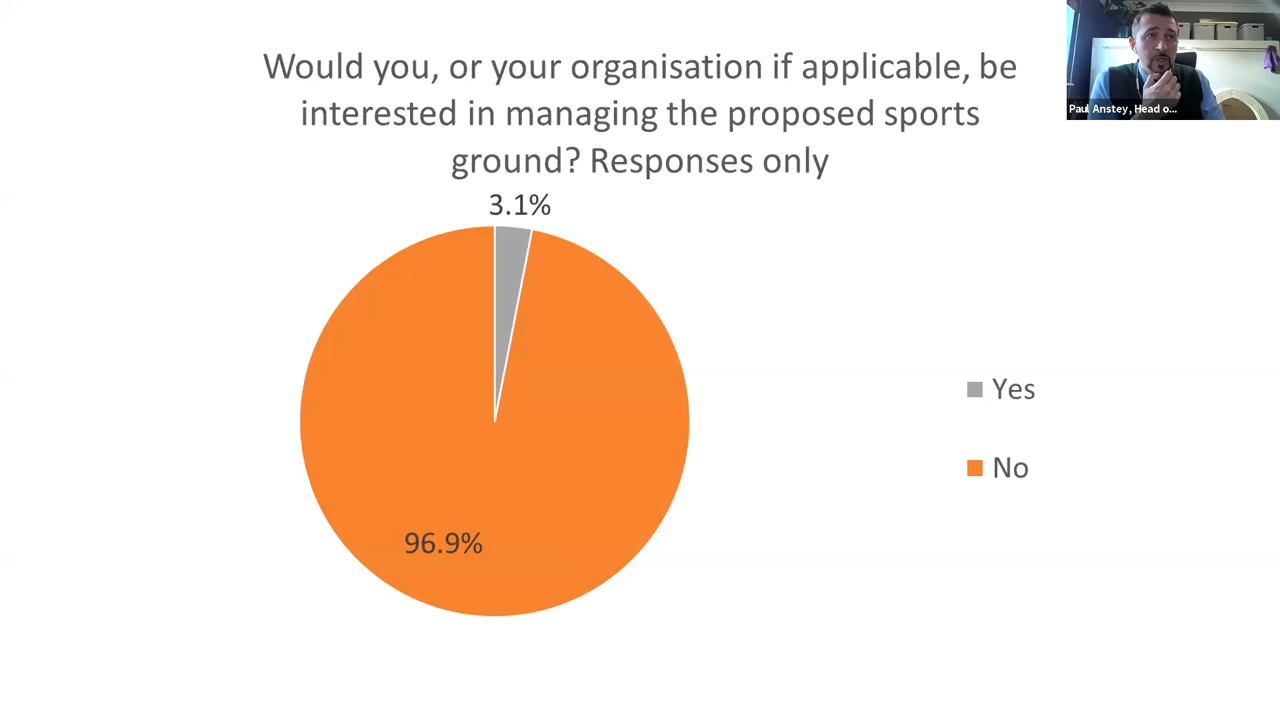 Would you, or your organisation if applicable, be
interested in managing the proposed sports
ground? Responses only
3.1%
96.9%
Yes
No
Paul Anstey, Head o...